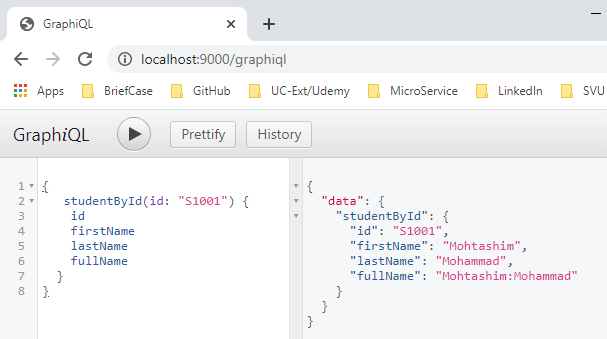 GraphiQL
localhost:9000/graphiql
Apps BriefCase GitHub UC-Ext/Udemy MicroService LinkedIn SVU
GraphiQL Prettify History
1 {
2 studentById(id: "S1001") {
3 id
4 firstName
5 lastName
6 fullName
7 }
8 }
{
"data": {
"studentById": {
"id": "S1001",
"firstName": "Mohtashim",
"lastName": "Mohammad",
"fullName": "Mohtashim:Mohammad"
}
}
}